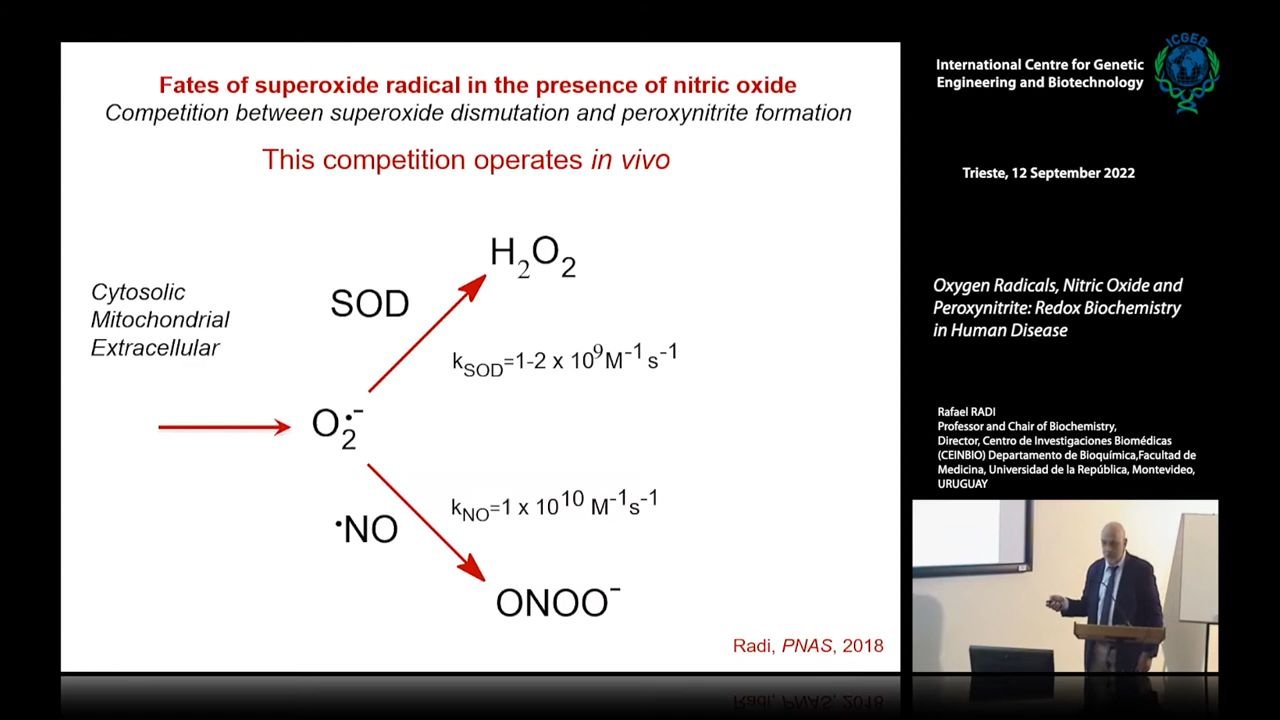 Fates of superoxide radical in the presence of nitric oxide
Competition between superoxide dismutation and peroxynitrite formation
This competition operates in vivo
H₂O₂
SOD
Cytosolic
Mitochondrial
Extracellular
kSOD=1-2 x 10⁹M⁻¹ s⁻¹
O₂•⁻
kNO=1 x 10¹⁰ M⁻¹s⁻¹
•NO
ONOO⁻
Radi, PNAS, 2018
ICGEB
International Centre for Genetic
Engineering and Biotechnology
Trieste, 12 September 2022
Oxygen Radicals, Nitric Oxide and
Peroxynitrite: Redox Biochemistry
in Human Disease
Rafael RADI
Professor and Chair of Biochemistry,
Director, Centro de Investigaciones Biomédicas
(CEINBIO) Departamento de Bioquímica,Facultad de
Medicina, Universidad de la República, Montevideo,
URUGUAY
Radi, PNAS, 2018